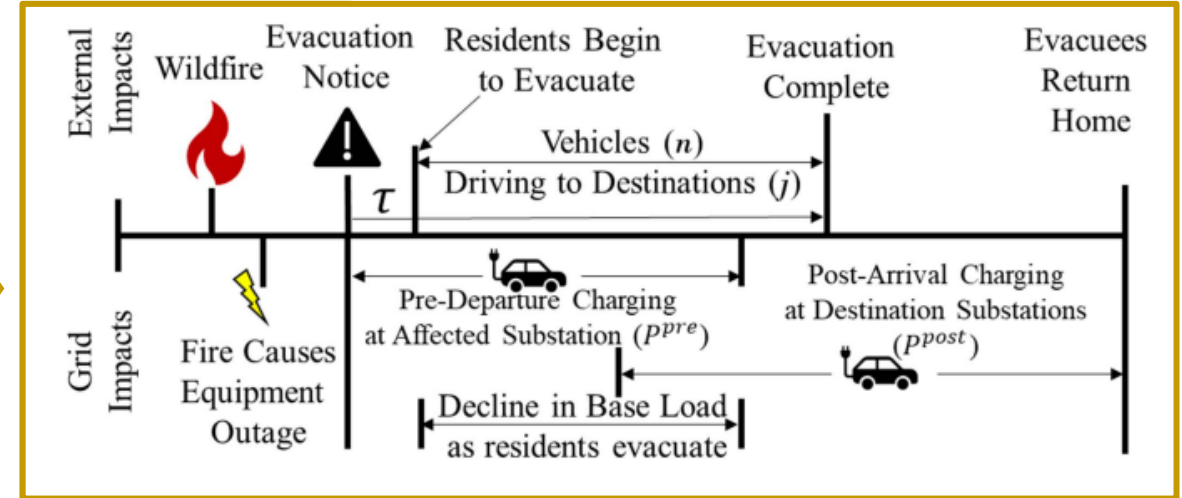 External
Impacts
Wildfire
Evacuation
Notice
Residents Begin
to Evacuate
Evacuation
Complete
Evacuees
Return
Home
Vehicles (n)
Driving to Destinations (j)
τ
Grid
Impacts
Fire Causes
Equipment
Outage
Pre-Departure Charging
at Affected Substation (P^pre)
Decline in Base Load
as residents evacuate
Post-Arrival Charging
at Destination Substations
(P^post)